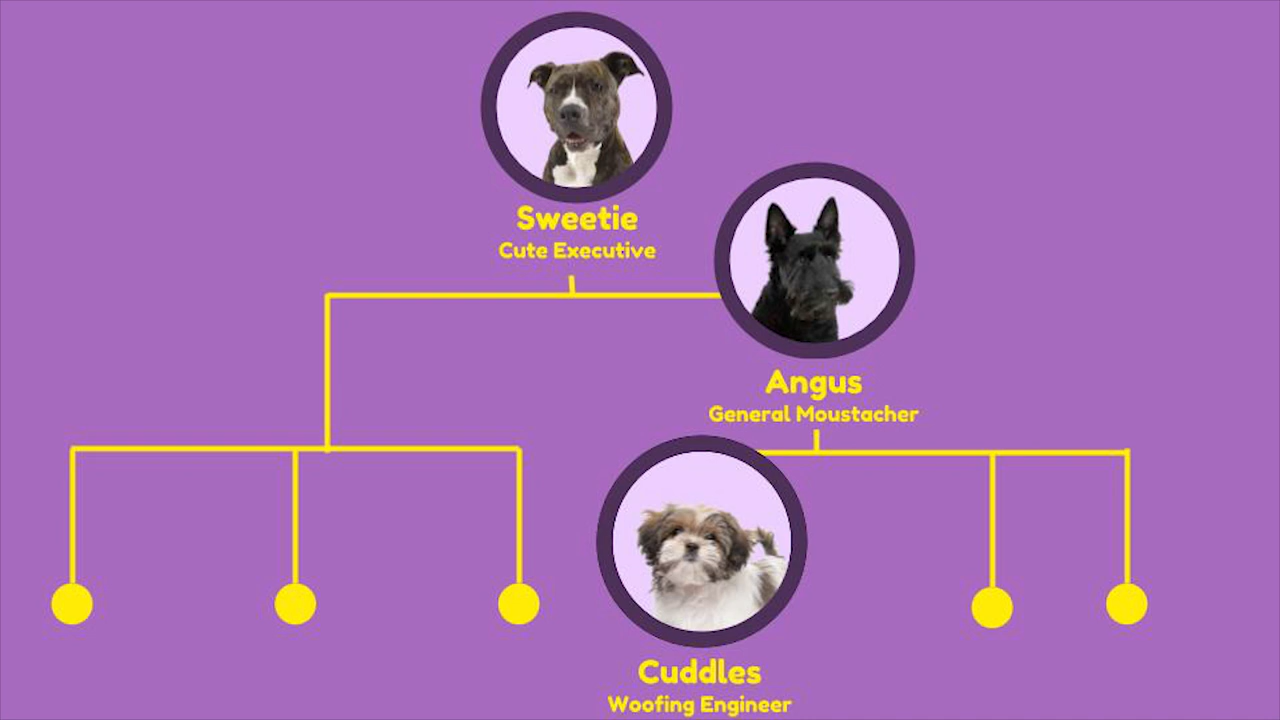 Sweetie
Cute Executive
Angus
General Moustacher
Cuddles
Woofing Engineer